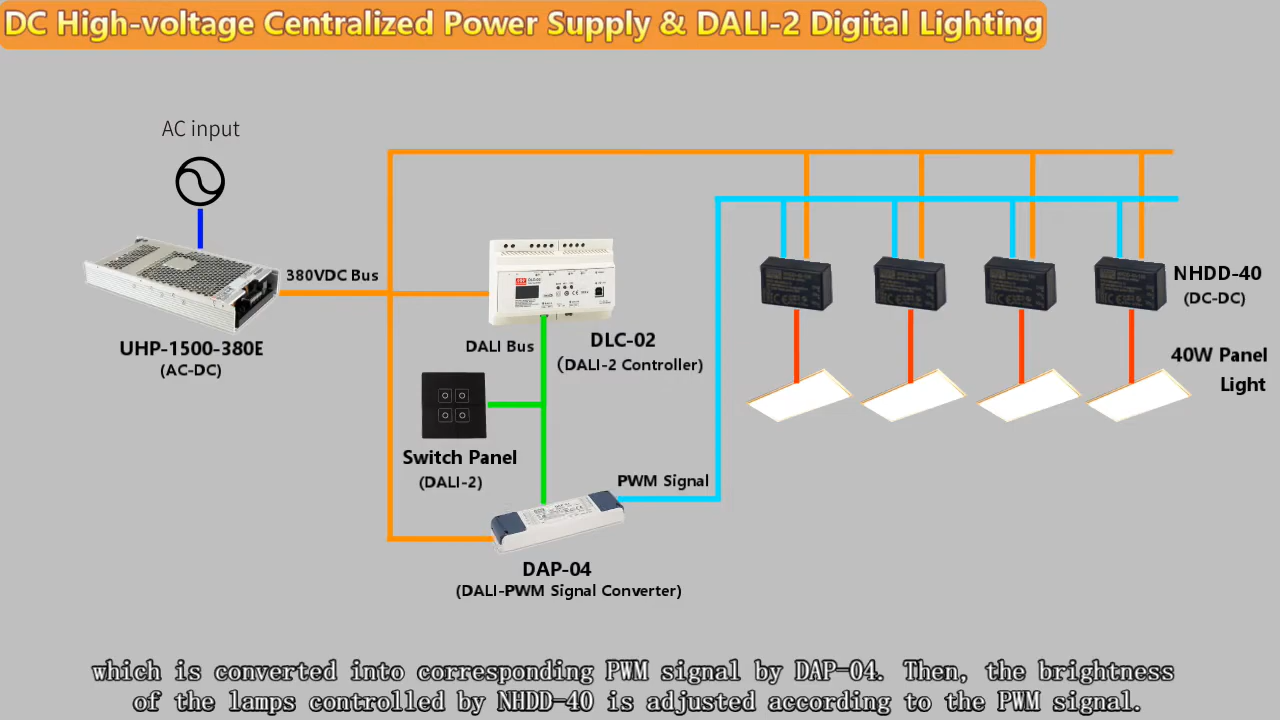 DC High-voltage Centralized Power Supply & DALI-2 Digital Lighting
AC input
380VDC Bus
UHP-1500-380E
(AC-DC)
DALI Bus
DLC-02
(DALI-2 Controller)
Switch Panel
(DALI-2)
PWM Signal
DAP-04
(DALI-PWM Signal Converter)
NHDD-40
(DC-DC)
40W Panel
Light
which is converted into corresponding PWM signal by DAP-04. Then, the brightness
of the lamps controlled by NHDD-40 is adjusted according to the PWM signal.